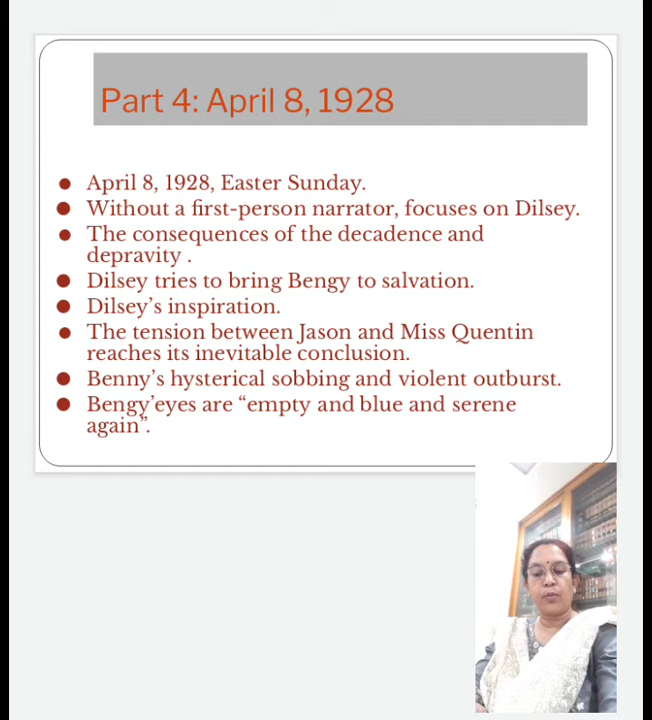 Part 4: April 8, 1928
● April 8, 1928, Easter Sunday.
● Without a first-person narrator, focuses on Dilsey.
● The consequences of the decadence and
depravity .
● Dilsey tries to bring Bengy to salvation.
● Dilsey’s inspiration.
● The tension between Jason and Miss Quentin
reaches its inevitable conclusion.
● Benny’s hysterical sobbing and violent outburst.
● Bengy’eyes are “empty and blue and serene
again”.